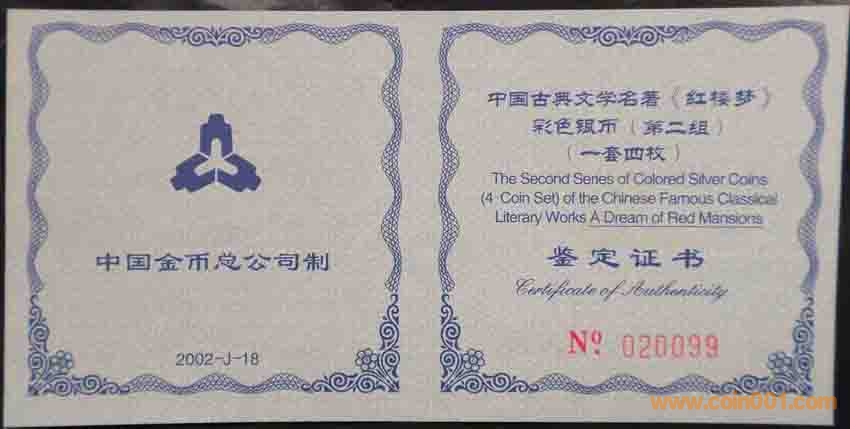 中国金币总公司制
2002-J-18
中国古典文学名著《红楼梦》
彩色银币（第二组）
（一套四枚）
The Second Series of Colored Silver Coins
(4 Coin Set) of the Chinese Famous Classical
Literary Works A Dream of Red Mansions
鉴定证书
Certificate of Authenticity
№ 020099
www.coin001.com